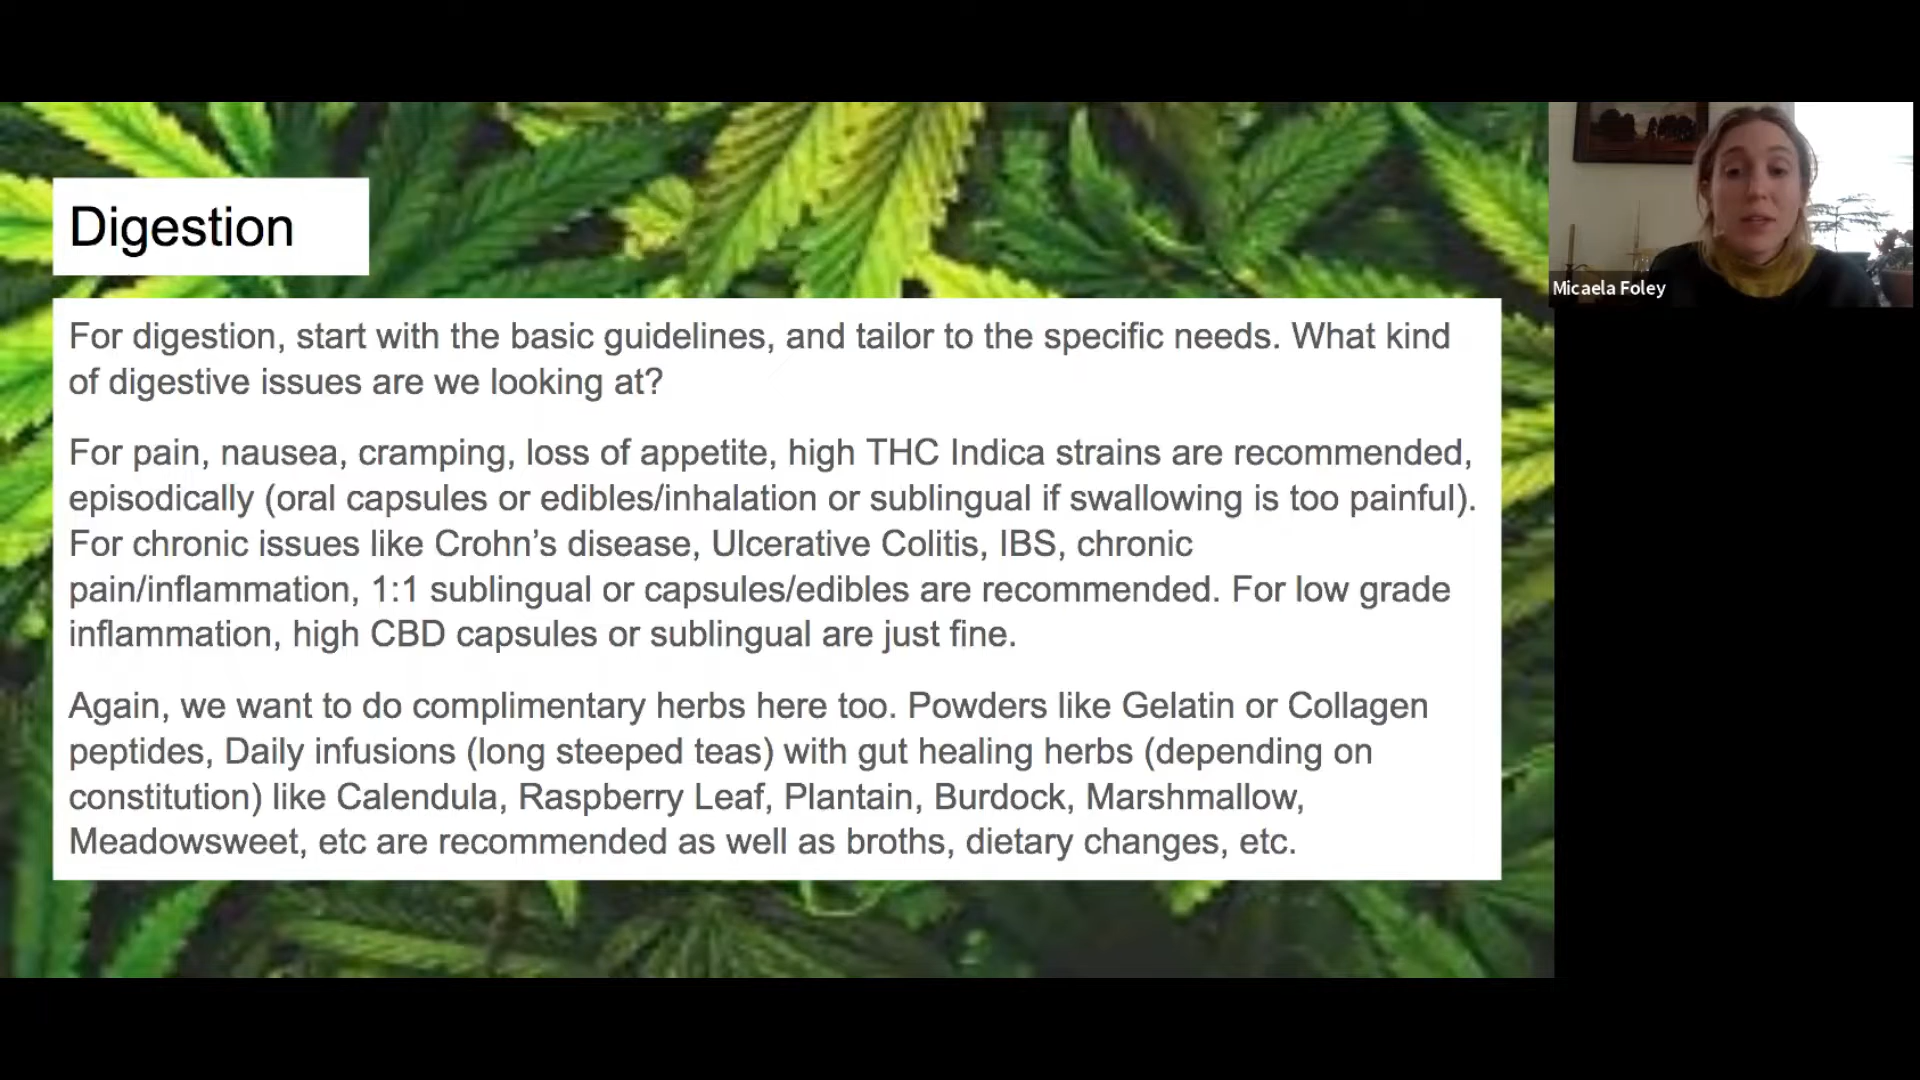 Digestion
Micaela Foley
For digestion, start with the basic guidelines, and tailor to the specific needs. What kind
of digestive issues are we looking at?
For pain, nausea, cramping, loss of appetite, high THC Indica strains are recommended,
episodically (oral capsules or edibles/inhalation or sublingual if swallowing is too painful).
For chronic issues like Crohn’s disease, Ulcerative Colitis, IBS, chronic
pain/inflammation, 1:1 sublingual or capsules/edibles are recommended. For low grade
inflammation, high CBD capsules or sublingual are just fine.
Again, we want to do complimentary herbs here too. Powders like Gelatin or Collagen
peptides, Daily infusions (long steeped teas) with gut healing herbs (depending on
constitution) like Calendula, Raspberry Leaf, Plantain, Burdock, Marshmallow,
Meadowsweet, etc are recommended as well as broths, dietary changes, etc.